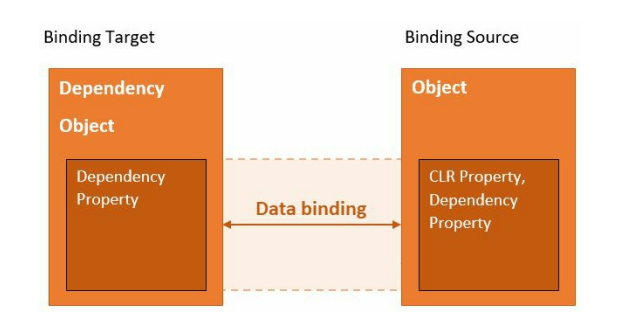 Binding Target
Binding Source
Dependency
Object
Object
Dependency
Property
Data binding
CLR Property,
Dependency
Property